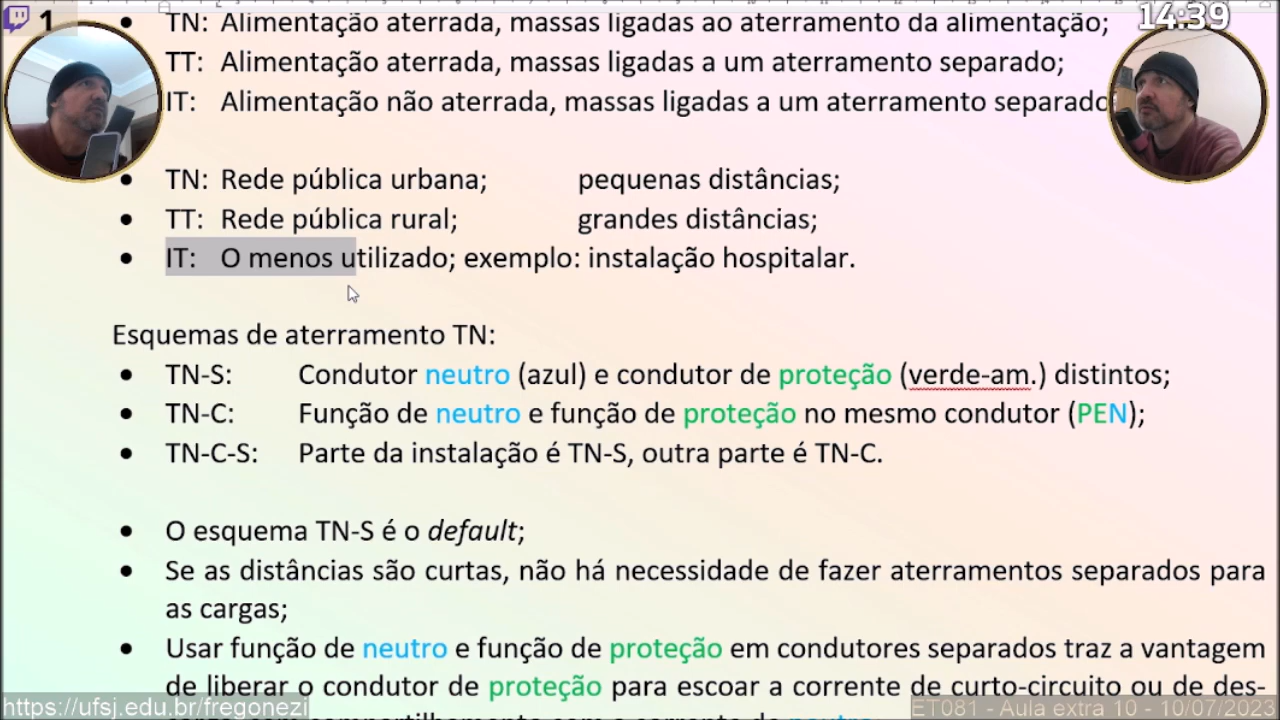 1
14:39
TN: Alimentação aterrada, massas ligadas ao aterramento da alimentação;
TT: Alimentação aterrada, massas ligadas a um aterramento separado;
IT: Alimentação não aterrada, massas ligadas a um aterramento separado
TN: Rede pública urbana; pequenas distâncias;
TT: Rede pública rural; grandes distâncias;
IT: O menos utilizado; exemplo: instalação hospitalar.
Esquemas de aterramento TN:
TN-S: Condutor neutro (azul) e condutor de proteção (verde-am.) distintos;
TN-C: Função de neutro e função de proteção no mesmo condutor (PEN);
TN-C-S: Parte da instalação é TN-S, outra parte é TN-C.
O esquema TN-S é o default;
Se as distâncias são curtas, não há necessidade de fazer aterramentos separados para
as cargas;
Usar função de neutro e função de proteção em condutores separados traz a vantagem
de liberar o condutor de proteção para escoar a corrente de curto-circuito ou de des-
com compartilhamento com a corrente de neutro
https://ufsj.edu.br/fregonezi
ET081 - Aula extra 10 - 10/07/2023